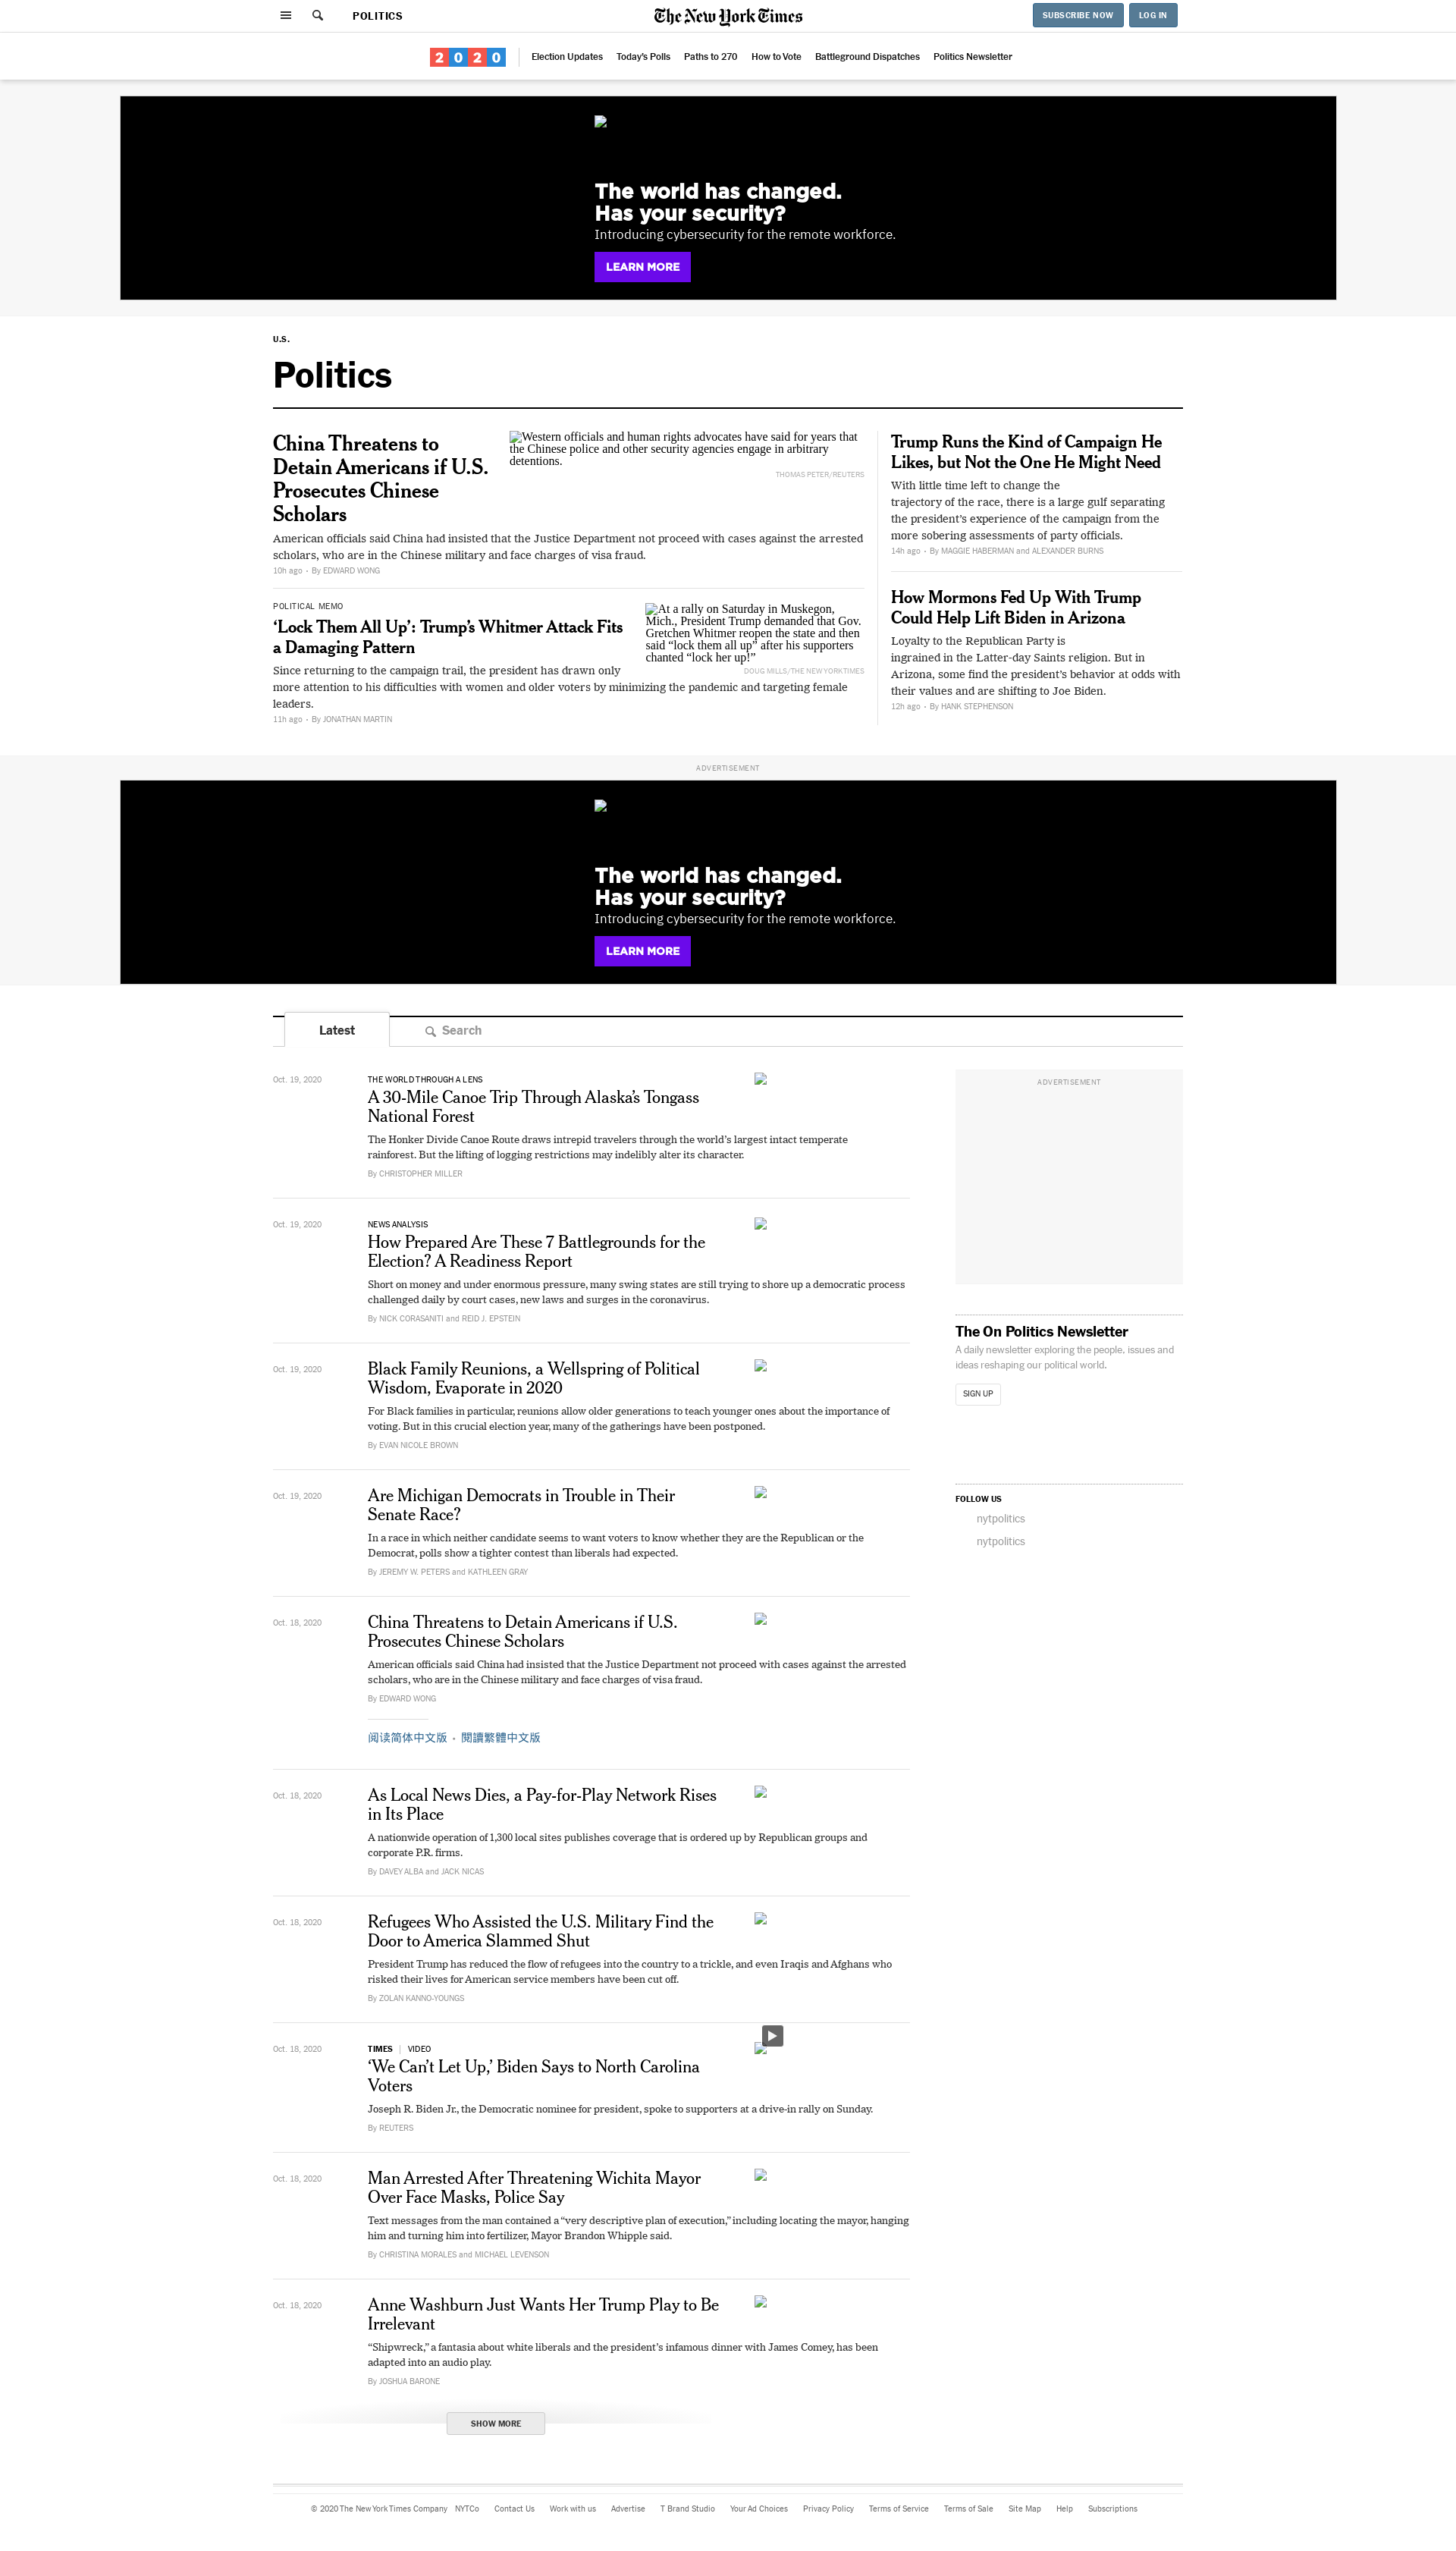 POLITICS
The New York Times
SUBSCRIBE NOW
LOG IN
2020
Election Updates
Today's Polls
Paths to 270
How to Vote
Battleground Dispatches
Politics Newsletter
The world has changed.
Has your security?
Introducing cybersecurity for the remote workforce.
LEARN MORE
U.S.
Politics
China Threatens to
Detain Americans if U.S.
Prosecutes Chinese
Scholars
Western officials and human rights advocates have said for years that
the Chinese police and other security agencies engage in arbitrary
detentions.
THOMAS PETER/REUTERS
American officials said China had insisted that the Justice Department not proceed with cases against the arrested
scholars, who are in the Chinese military and face charges of visa fraud.
10h ago • By EDWARD WONG
POLITICAL MEMO
‘Lock Them All Up’: Trump’s Whitmer Attack Fits
a Damaging Pattern
At a rally on Saturday in Muskegon,
Mich., President Trump demanded that Gov.
Gretchen Whitmer reopen the state and then
said “lock them all up” after his supporters
chanted “lock her up!”
DOUG MILLS/THE NEW YORK TIMES
Since returning to the campaign trail, the president has drawn only
more attention to his difficulties with women and older voters by minimizing the pandemic and targeting female
leaders.
11h ago • By JONATHAN MARTIN
Trump Runs the Kind of Campaign He
Likes, but Not the One He Might Need
With little time left to change the
trajectory of the race, there is a large gulf separating
the president’s experience of the campaign from the
more sobering assessments of party officials.
14h ago • By MAGGIE HABERMAN and ALEXANDER BURNS
How Mormons Fed Up With Trump
Could Help Lift Biden in Arizona
Loyalty to the Republican Party is
ingrained in the Latter-day Saints religion. But in
Arizona, some find the president’s behavior at odds with
their values and are shifting to Joe Biden.
12h ago • By HANK STEPHENSON
ADVERTISEMENT
The world has changed.
Has your security?
Introducing cybersecurity for the remote workforce.
LEARN MORE
Latest
Search
Oct. 19, 2020
THE WORLD THROUGH A LENS
A 30-Mile Canoe Trip Through Alaska’s Tongass
National Forest
The Honker Divide Canoe Route draws intrepid travelers through the world’s largest intact temperate
rainforest. But the lifting of logging restrictions may indelibly alter its character.
By CHRISTOPHER MILLER
Oct. 19, 2020
NEWS ANALYSIS
How Prepared Are These 7 Battlegrounds for the
Election? A Readiness Report
Short on money and under enormous pressure, many swing states are still trying to shore up a democratic process
challenged daily by court cases, new laws and surges in the coronavirus.
By NICK CORASANITI and REID J. EPSTEIN
Oct. 19, 2020
Black Family Reunions, a Wellspring of Political
Wisdom, Evaporate in 2020
For Black families in particular, reunions allow older generations to teach younger ones about the importance of
voting. But in this crucial election year, many of the gatherings have been postponed.
By EVAN NICOLE BROWN
Oct. 19, 2020
Are Michigan Democrats in Trouble in Their
Senate Race?
In a race in which neither candidate seems to want voters to know whether they are the Republican or the
Democrat, polls show a tighter contest than liberals had expected.
By JEREMY W. PETERS and KATHLEEN GRAY
Oct. 18, 2020
China Threatens to Detain Americans if U.S.
Prosecutes Chinese Scholars
American officials said China had insisted that the Justice Department not proceed with cases against the arrested
scholars, who are in the Chinese military and face charges of visa fraud.
By EDWARD WONG
阅读简体中文版 • 閱讀繁體中文版
Oct. 18, 2020
As Local News Dies, a Pay-for-Play Network Rises
in Its Place
A nationwide operation of 1,300 local sites publishes coverage that is ordered up by Republican groups and
corporate P.R. firms.
By DAVEY ALBA and JACK NICAS
Oct. 18, 2020
Refugees Who Assisted the U.S. Military Find the
Door to America Slammed Shut
President Trump has reduced the flow of refugees into the country to a trickle, and even Iraqis and Afghans who
risked their lives for American service members have been cut off.
By ZOLAN KANNO-YOUNGS
Oct. 18, 2020
TIMES | VIDEO
‘We Can’t Let Up,’ Biden Says to North Carolina
Voters
Joseph R. Biden Jr., the Democratic nominee for president, spoke to supporters at a drive-in rally on Sunday.
By REUTERS
Oct. 18, 2020
Man Arrested After Threatening Wichita Mayor
Over Face Masks, Police Say
Text messages from the man contained a “very descriptive plan of execution,” including locating the mayor, hanging
him and turning him into fertilizer, Mayor Brandon Whipple said.
By CHRISTINA MORALES and MICHAEL LEVENSON
Oct. 18, 2020
Anne Washburn Just Wants Her Trump Play to Be
Irrelevant
“Shipwreck,” a fantasia about white liberals and the president’s infamous dinner with James Comey, has been
adapted into an audio play.
By JOSHUA BARONE
SHOW MORE
ADVERTISEMENT
The On Politics Newsletter
A daily newsletter exploring the people, issues and
ideas reshaping our political world.
SIGN UP
FOLLOW US
nytpolitics
nytpolitics
© 2020 The New York Times Company
NYTCo
Contact Us
Work with us
Advertise
T Brand Studio
Your Ad Choices
Privacy Policy
Terms of Service
Terms of Sale
Site Map
Help
Subscriptions